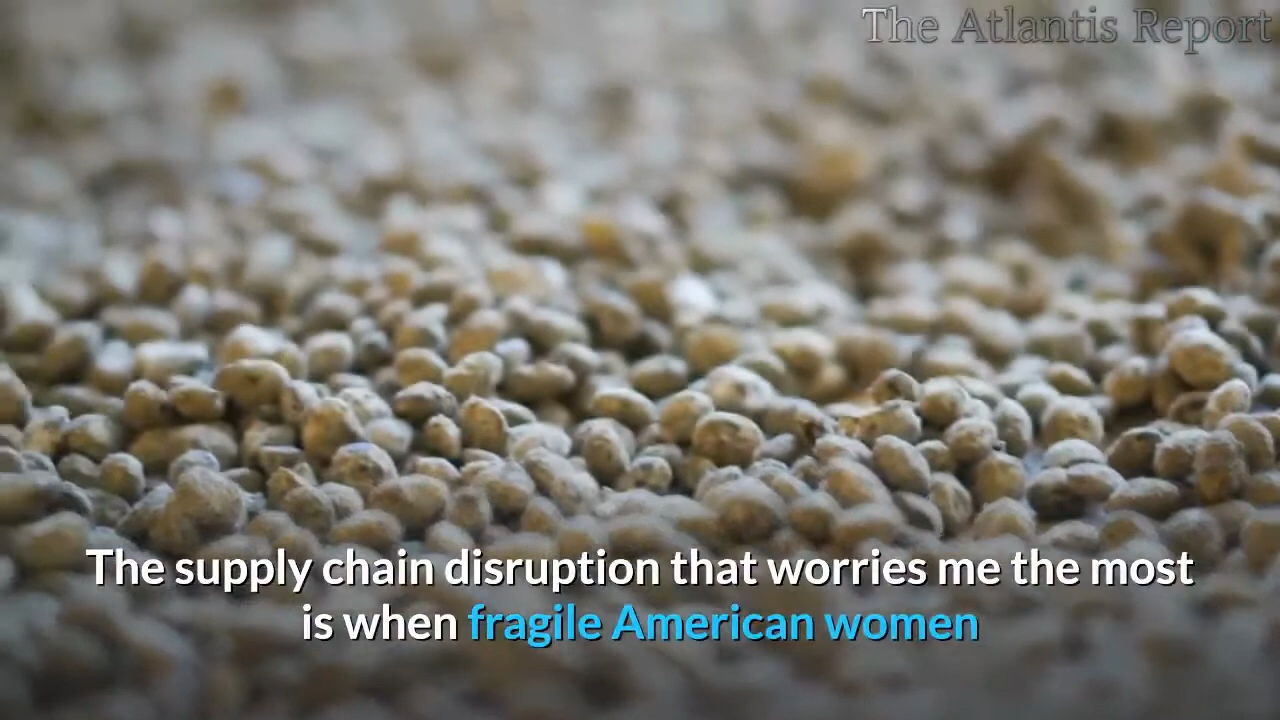 The Atlantis Report
The supply chain disruption that worries me the most
is when fragile American women